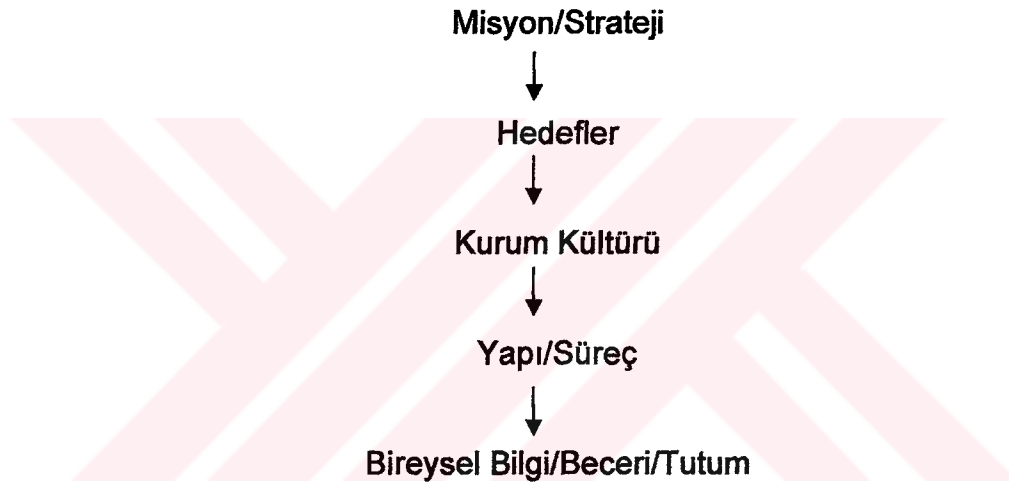 Misyon/Strateji
Hedefler
Kurum Kültürü
Yapı/Süreç
Bireysel Bilgi/Beceri/Tutum